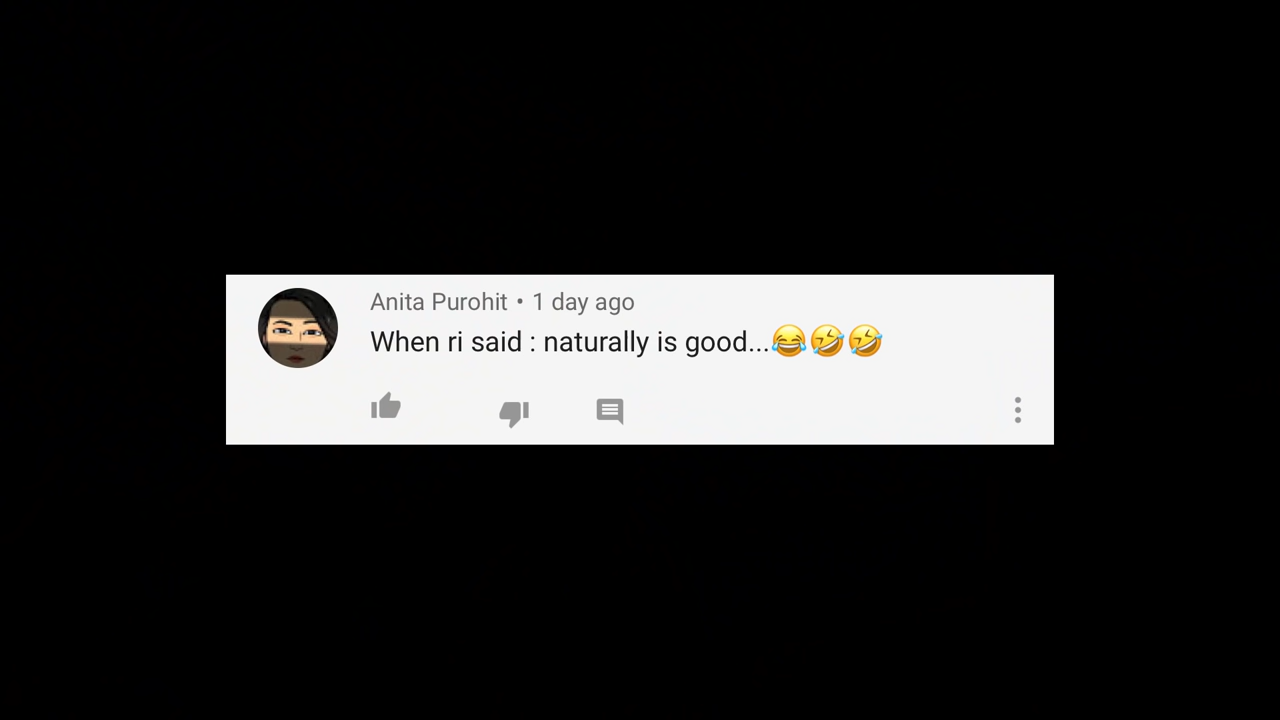 Anita Purohit • 1 day ago
When ri said : naturally is good...😂🤣🤣